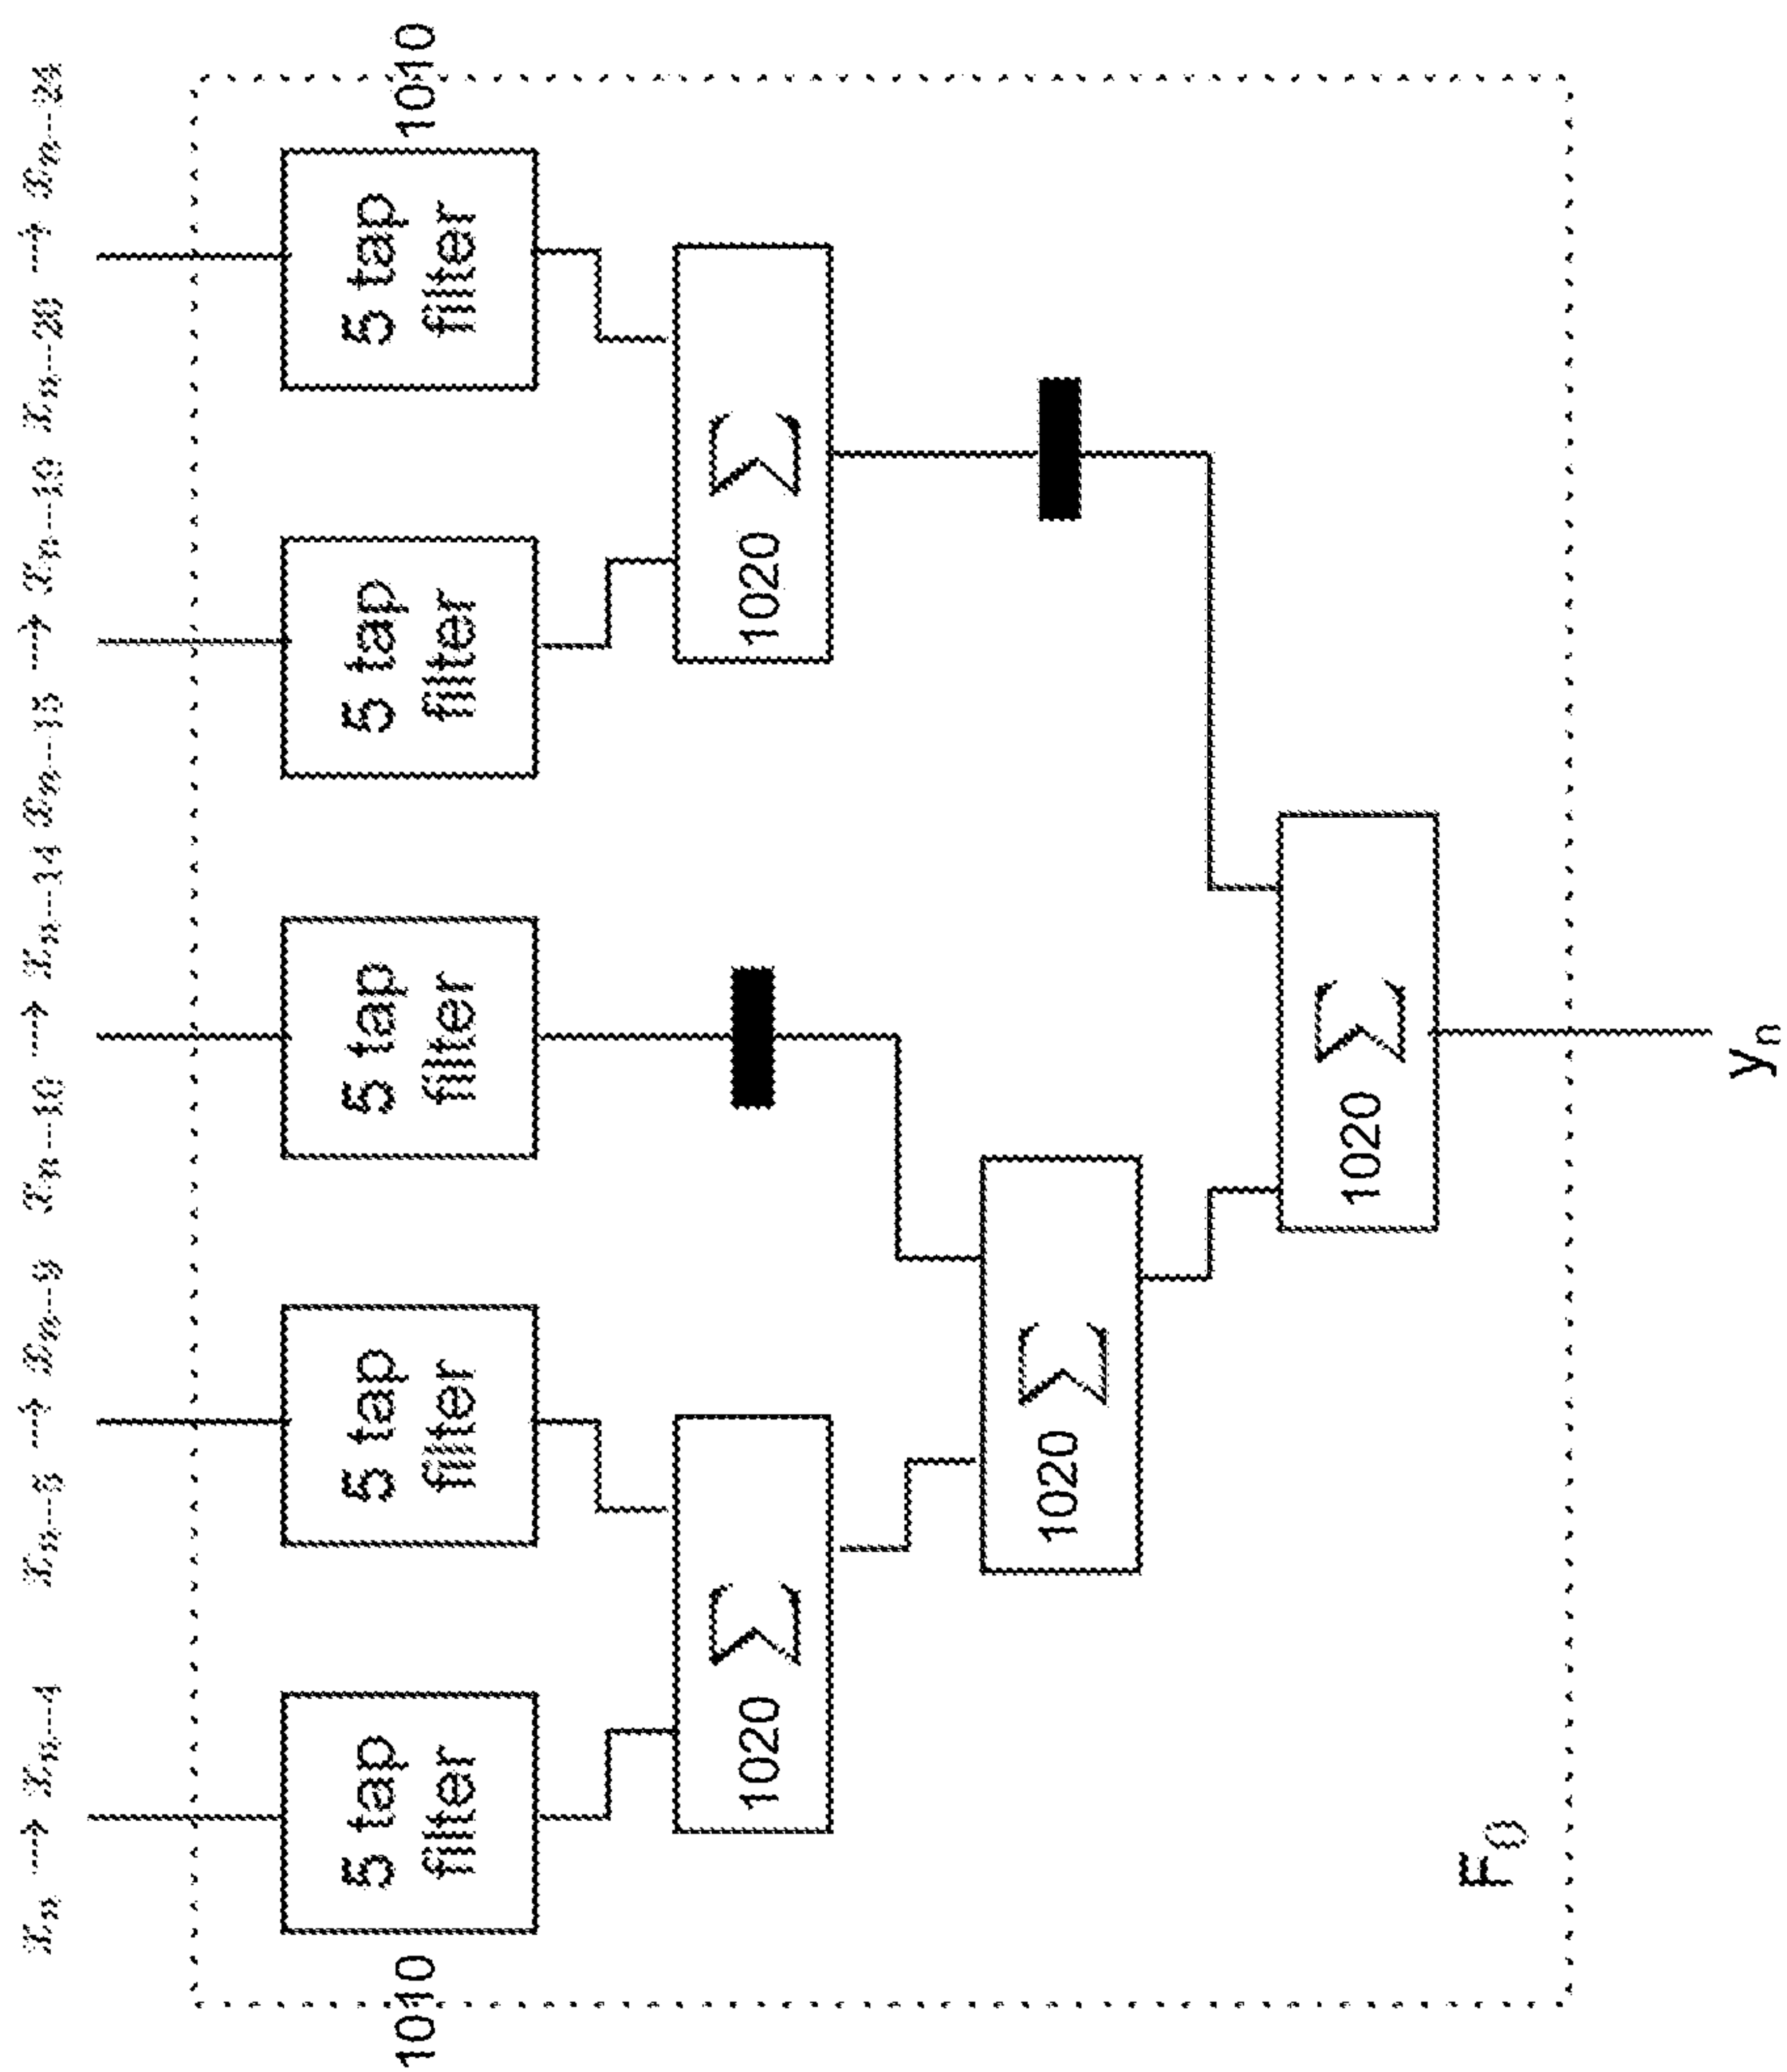 xₙ → xₙ₋₄ xₙ₋₅ → xₙ₋₉ xₙ₋₁₀ → xₙ₋₁₄ xₙ₋₁₅ → xₙ₋₁₉ xₙ₋₂₀ → xₙ₋₂₄
1010
5 tap
filter
5 tap
filter
5 tap
filter
5 tap
filter
5 tap
filter
1010
1020 Σ
1020 Σ
1020 Σ
1020 Σ
F₀
yₙ